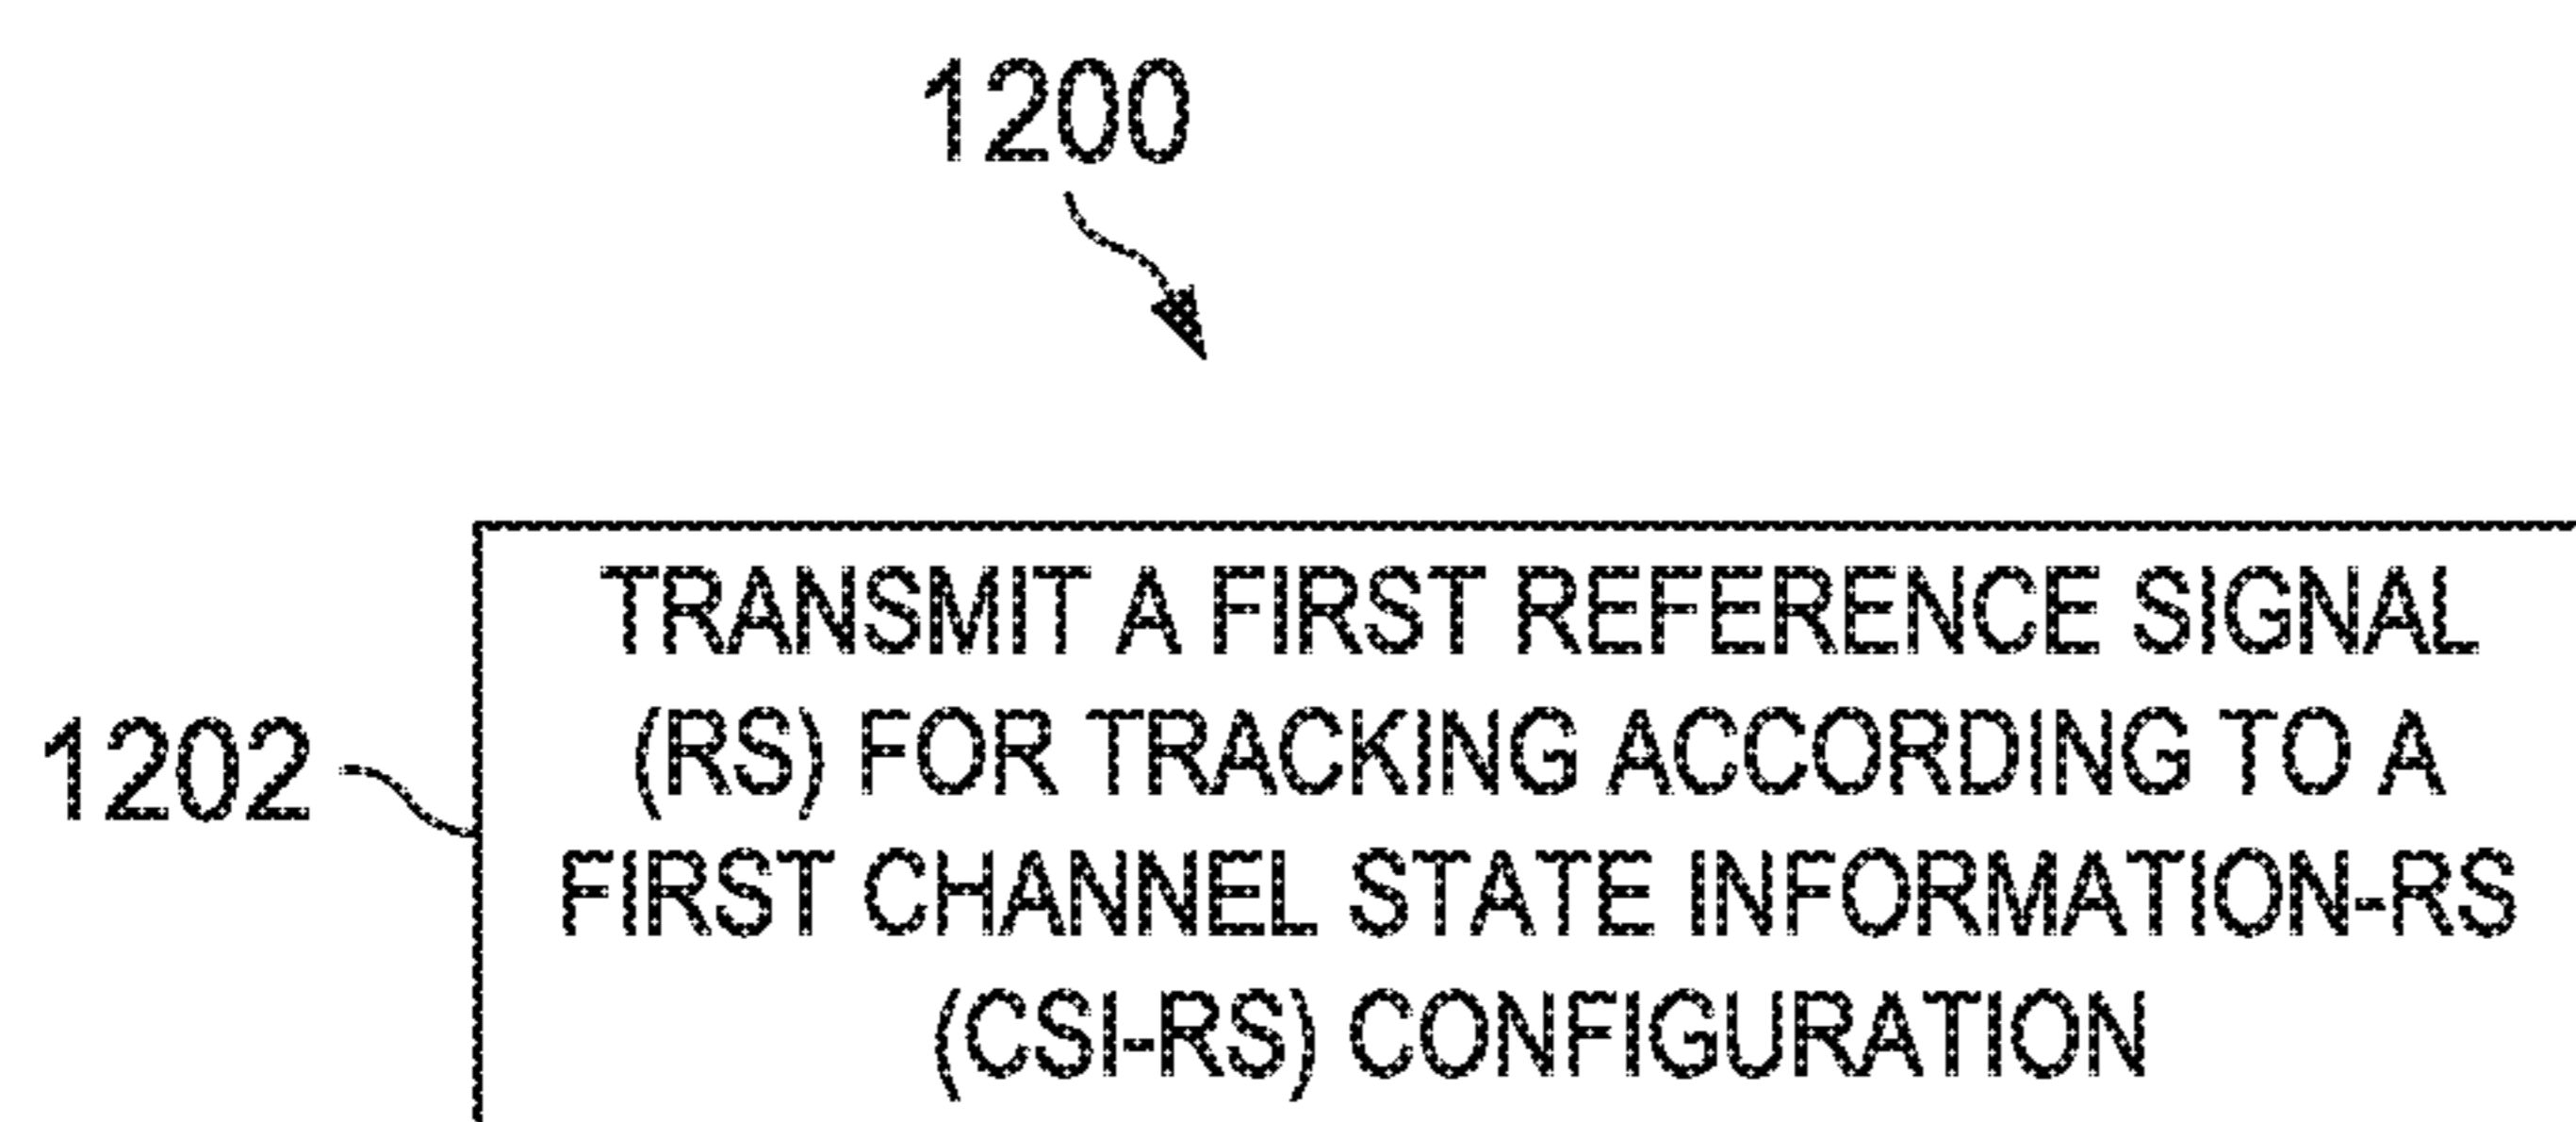 1200
TRANSMIT A FIRST REFERENCE SIGNAL
(RS) FOR TRACKING ACCORDING TO A
1202
FIRST CHANNEL STATE INFORMATION-RS
(CSI-RS) CONFIGURATION